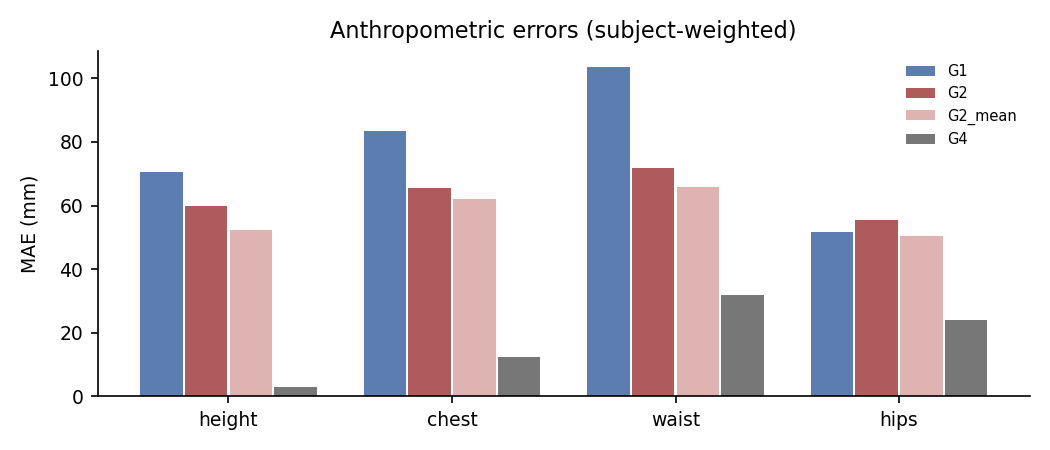 Anthropometric errors (subject-weighted)
G1
G2
G2_mean
G4
MAE (mm)
100
80
60
40
20
0
height
chest
waist
hips